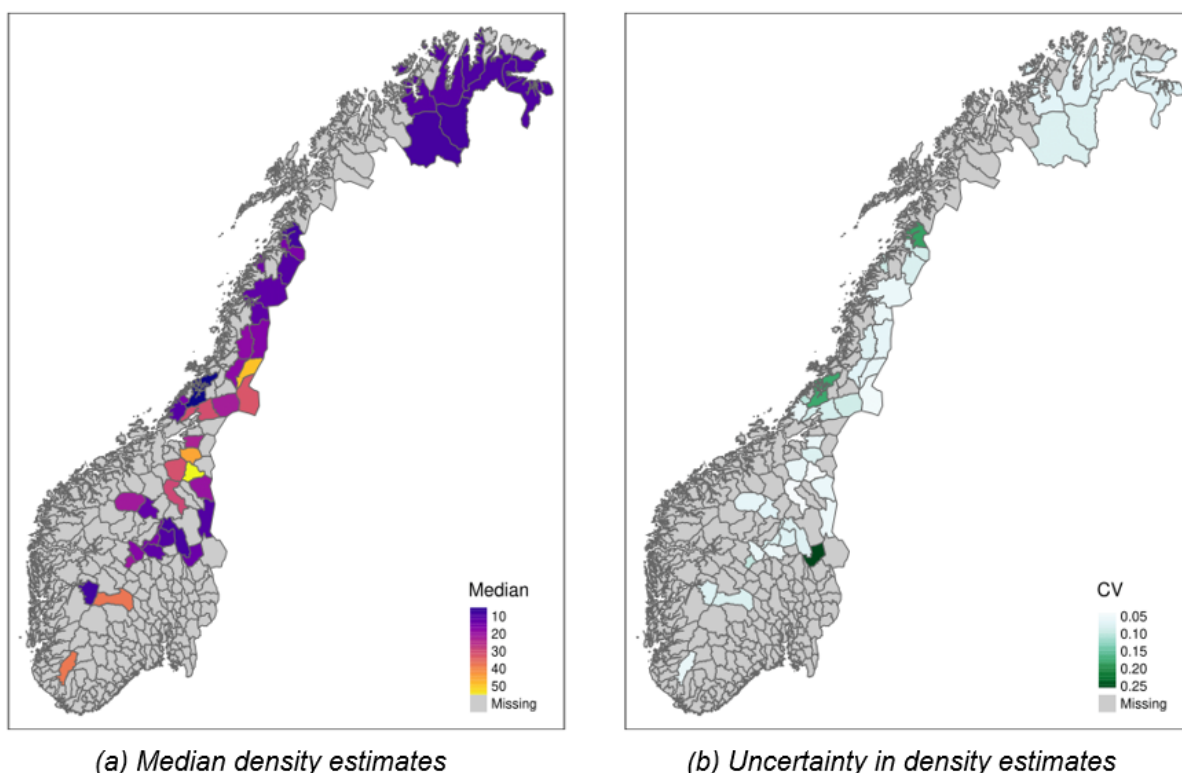 Median
10
20
30
40
50
Missing
CV
0.05
0.10
0.15
0.20
0.25
Missing
(a) Median density estimates
(b) Uncertainty in density estimates